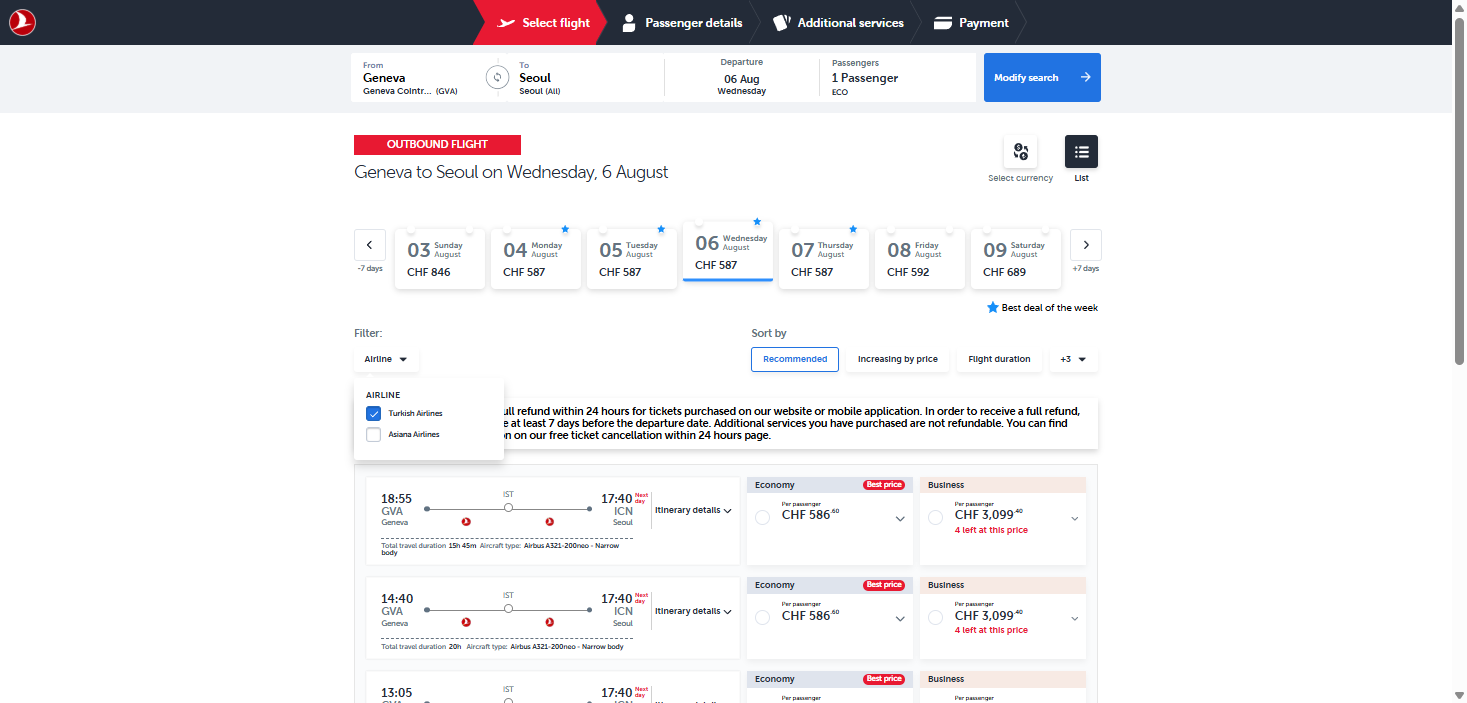 Select flight
Passenger details
Additional services
Payment
From
Geneva
Geneva Cointr... (GVA)
To
Seoul
Seoul (All)
Departure
06 Aug
Wednesday
Passengers
1 Passenger
ECO
Modify search
OUTBOUND FLIGHT
Geneva to Seoul on Wednesday, 6 August
Select currency
List
-7 days
03 Sunday August
CHF 846
04 Monday August
CHF 587
05 Tuesday August
CHF 587
06 Wednesday August
CHF 587
07 Thursday August
CHF 587
08 Friday August
CHF 592
09 Saturday August
CHF 689
+7 days
Best deal of the week
Filter:
Airline
Sort by
Recommended
Increasing by price
Flight duration
+3
AIRLINE
Turkish Airlines
Asiana Airlines
ull refund within 24 hours for tickets purchased on our website or mobile application. In order to receive a full refund,
e at least 7 days before the departure date. Additional services you have purchased are not refundable. You can find
n on our free ticket cancellation within 24 hours page.
18:55
GVA
Geneva
IST
17:40 Next day
ICN
Seoul
Itinerary details
Total travel duration 15h 45m Aircraft type: Airbus A321-200neo - Narrow
body
Economy
Best price
Per passenger
CHF 586.60
Business
Per passenger
CHF 3,099.40
4 left at this price
14:40
GVA
Geneva
IST
17:40 Next day
ICN
Seoul
Itinerary details
Total travel duration 20h Aircraft type: Airbus A321-200neo - Narrow body
Economy
Best price
Per passenger
CHF 586.60
Business
Per passenger
CHF 3,099.40
4 left at this price
13:05
IST
17:40 Next day
Economy
Best price
Per passenger
Business
Per passenger